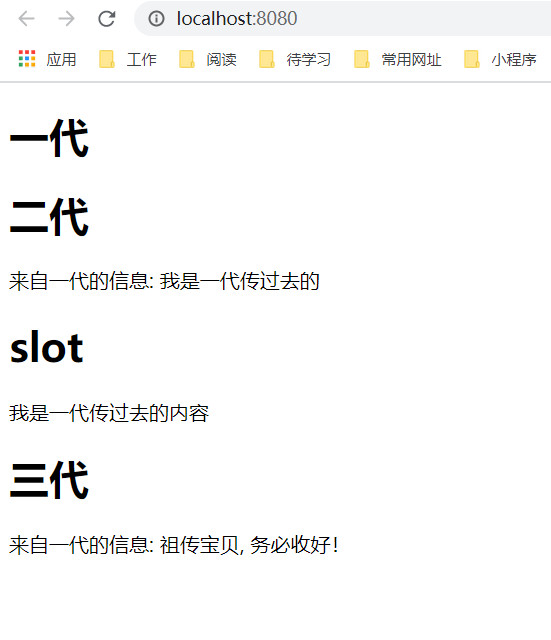 localhost:8080
应用 工作 阅读 待学习 常用网址 小程序
一代
二代
来自一代的信息: 我是一代传过去的
slot
我是一代传过去的内容
三代
来自一代的信息: 祖传宝贝, 务必收好！